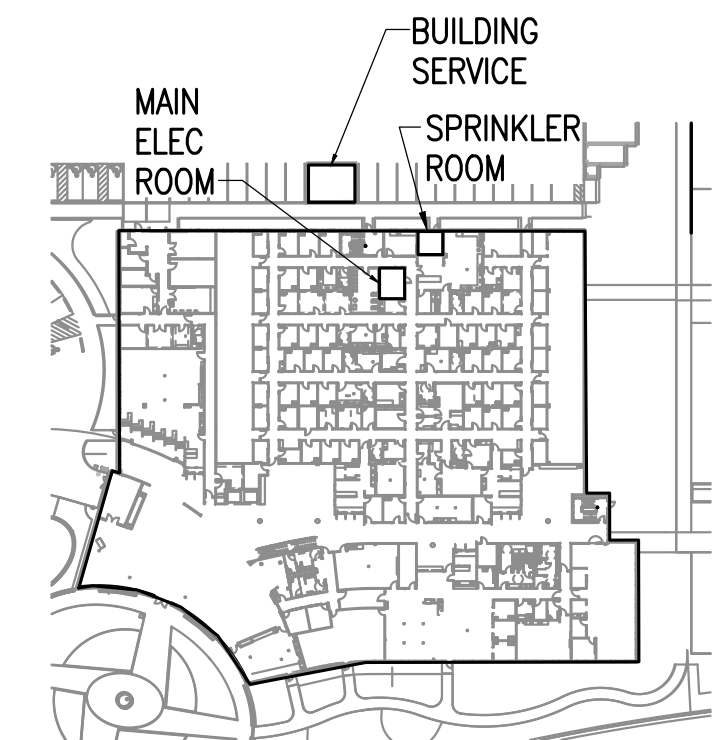 BUILDING
SERVICE
MAIN
ELEC
ROOM
SPRINKLER
ROOM